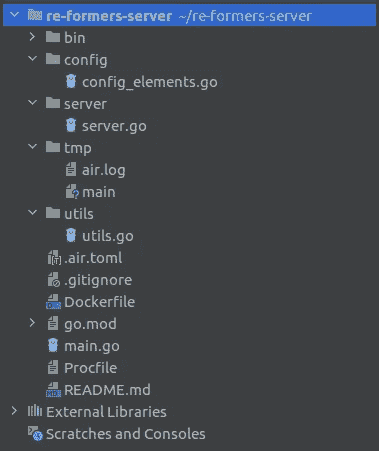 re-formers-server ~/re-formers-server
bin
config
config_elements.go
server
server.go
tmp
air.log
main
utils
utils.go
.air.toml
.gitignore
Dockerfile
go.mod
main.go
Procfile
README.md
External Libraries
Scratches and Consoles